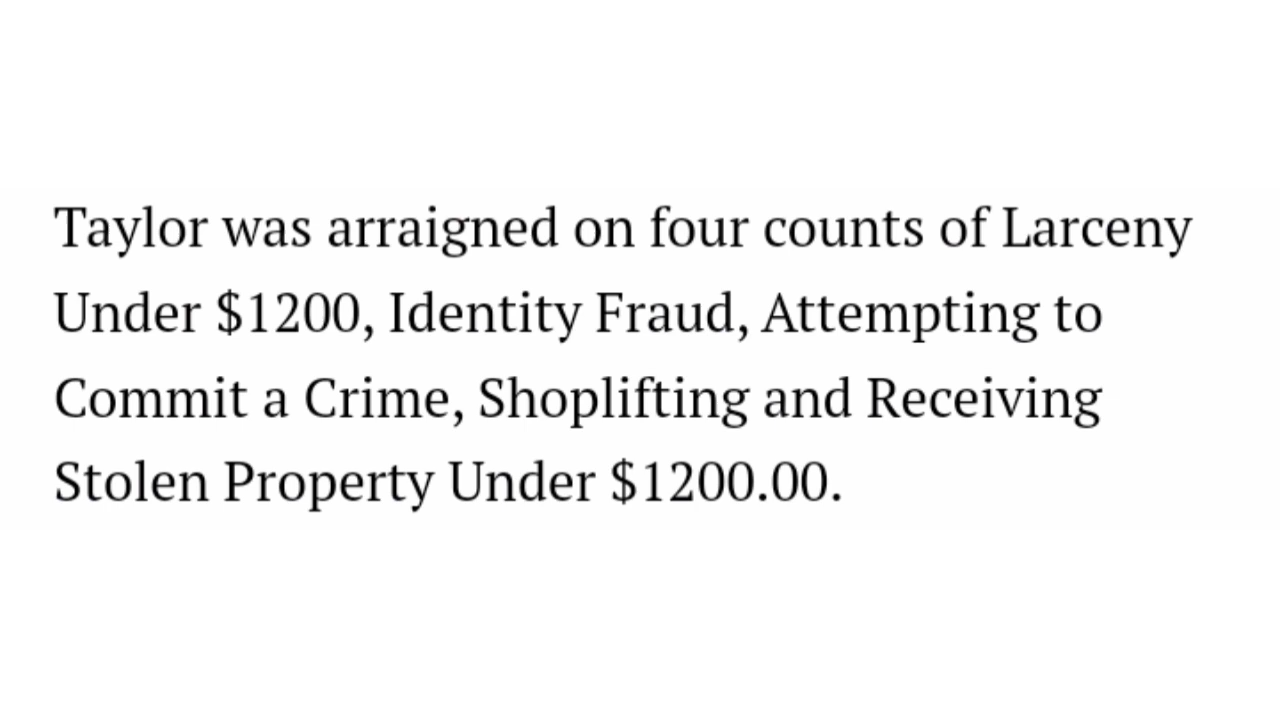 Taylor was arraigned on four counts of Larceny
Under $1200, Identity Fraud, Attempting to
Commit a Crime, Shoplifting and Receiving
Stolen Property Under $1200.00.